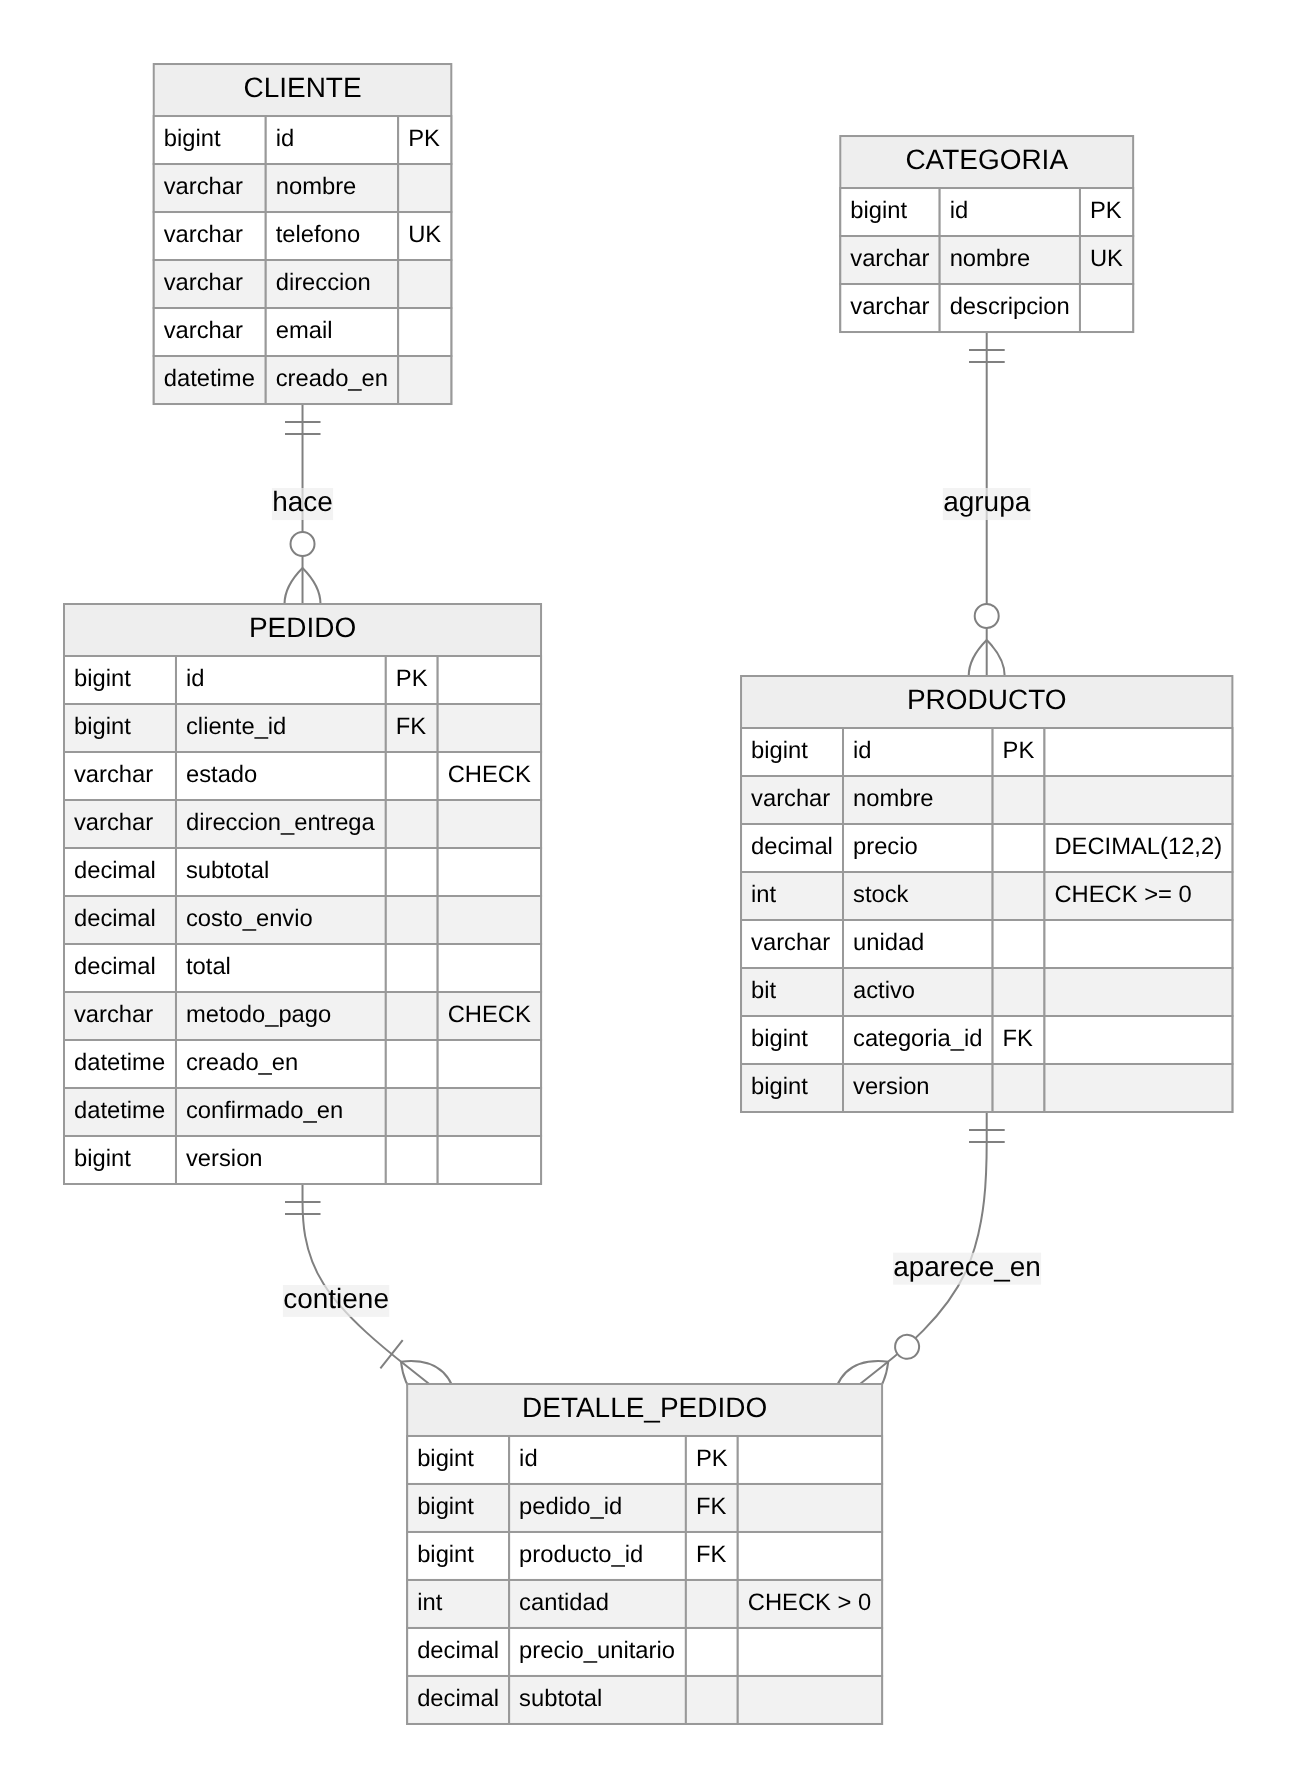 CLIENTE
bigint id PK
varchar nombre
varchar telefono UK
varchar direccion
varchar email
datetime creado_en
CATEGORIA
bigint id PK
varchar nombre UK
varchar descripcion
hace
agrupa
PEDIDO
bigint id PK
bigint cliente_id FK
varchar estado CHECK
varchar direccion_entrega
decimal subtotal
decimal costo_envio
decimal total
varchar metodo_pago CHECK
datetime creado_en
datetime confirmado_en
bigint version
PRODUCTO
bigint id PK
varchar nombre
decimal precio DECIMAL(12,2)
int stock CHECK >= 0
varchar unidad
bit activo
bigint categoria_id FK
bigint version
contiene
aparece_en
DETALLE_PEDIDO
bigint id PK
bigint pedido_id FK
bigint producto_id FK
int cantidad CHECK > 0
decimal precio_unitario
decimal subtotal